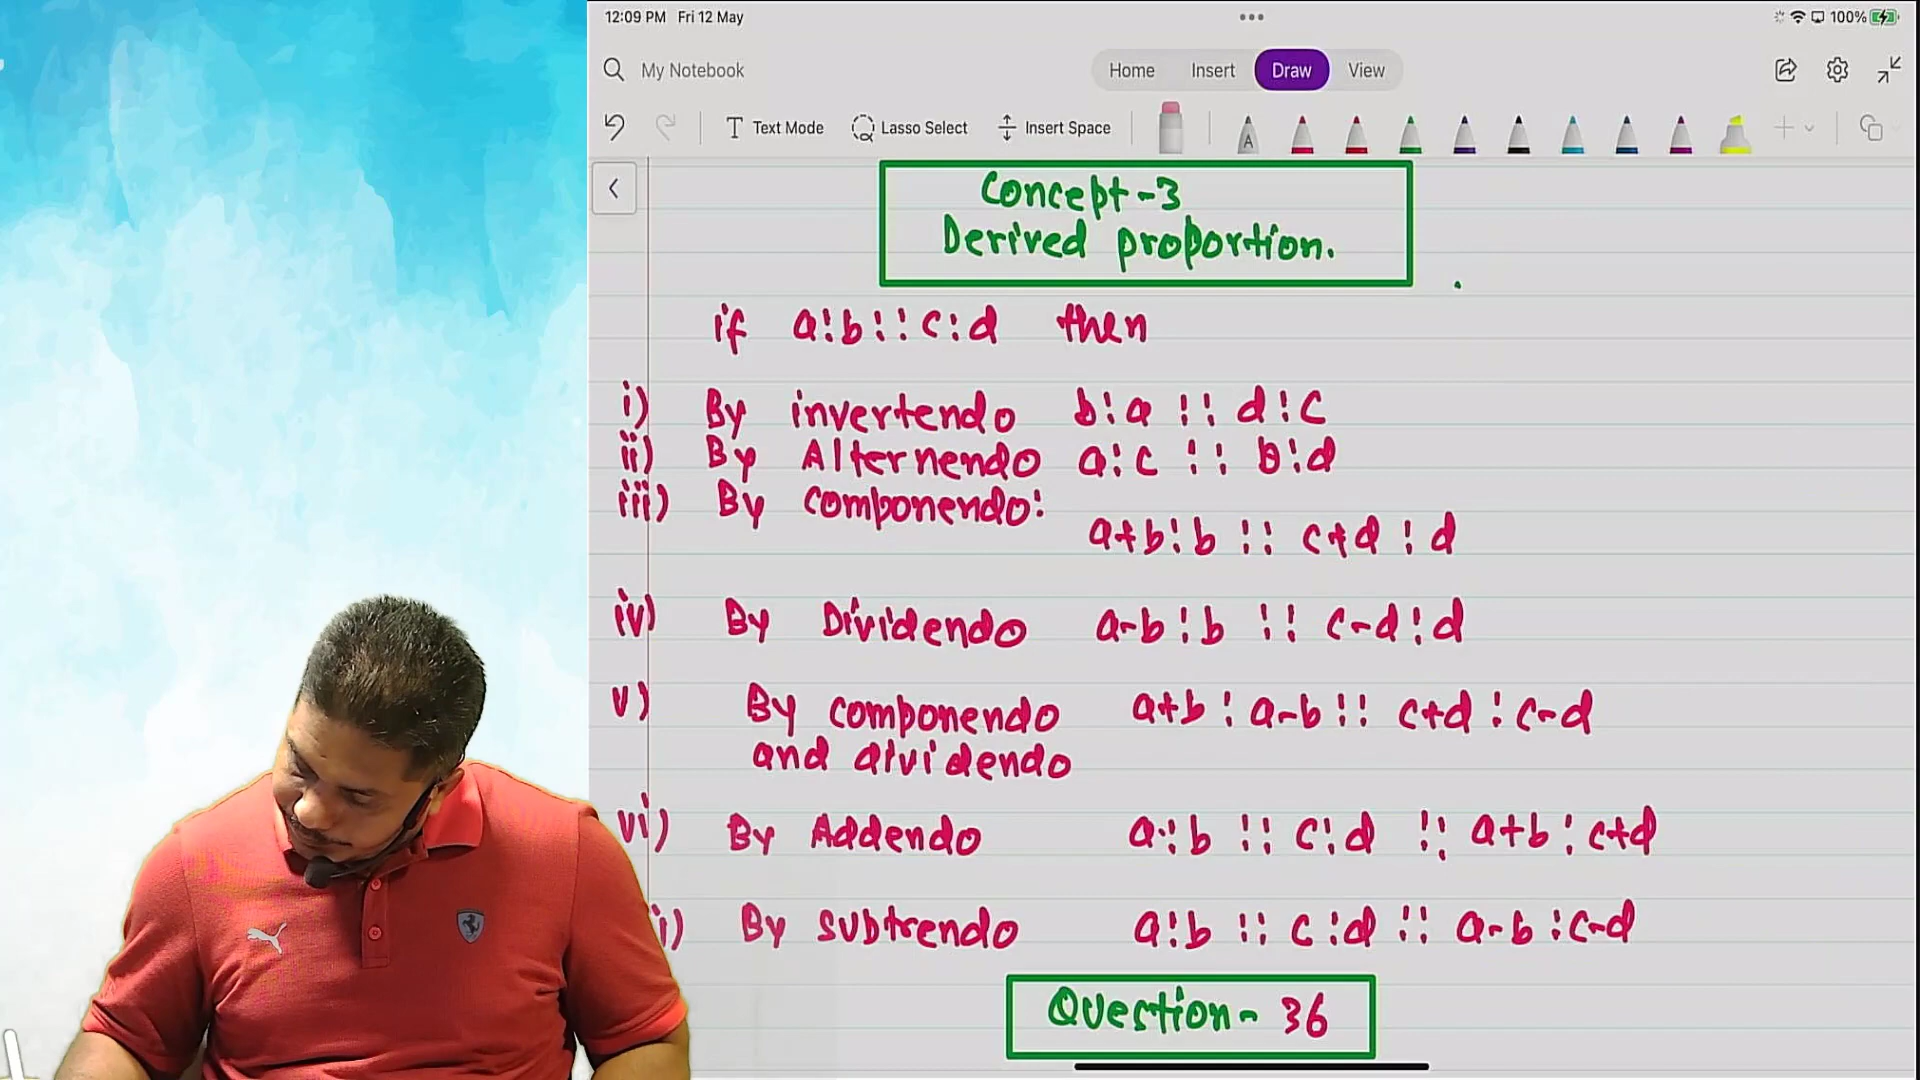 12:09 PM Fri 12 May
100%
My Notebook
Home Insert Draw View
Text Mode Lasso Select Insert Space
A
Concept-3
Derived proportion.
if a:b::c:d then
i) By invertendo b:a :: d:c
ii) By Alternendo a:c :: b:d
iii) By componendo:
a+b:b :: c+d : d
iv) By Dividendo a-b:b :: c-d:d
v) By componendo a+b : a-b :: c+d : c-d
and dividendo
vi) By Addendo a:b :: c:d :: a+b : c+d
i) By subtrendo a:b :: c:d :: a-b : c-d
Question- 36